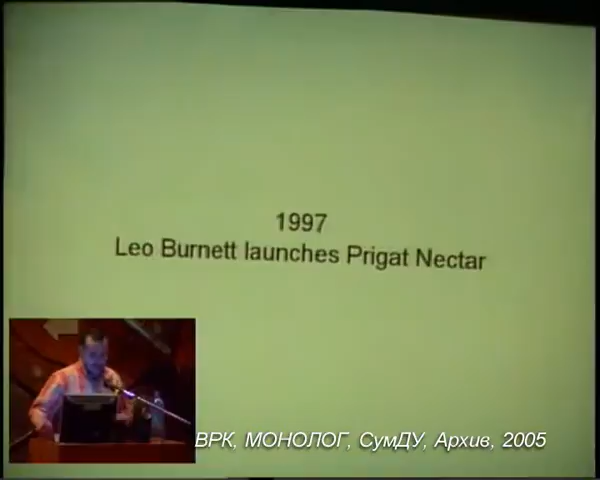 1997
Leo Burnett launches Prigat Nectar
ВРК, МОНОЛОГ, СумДУ, Архив, 2005